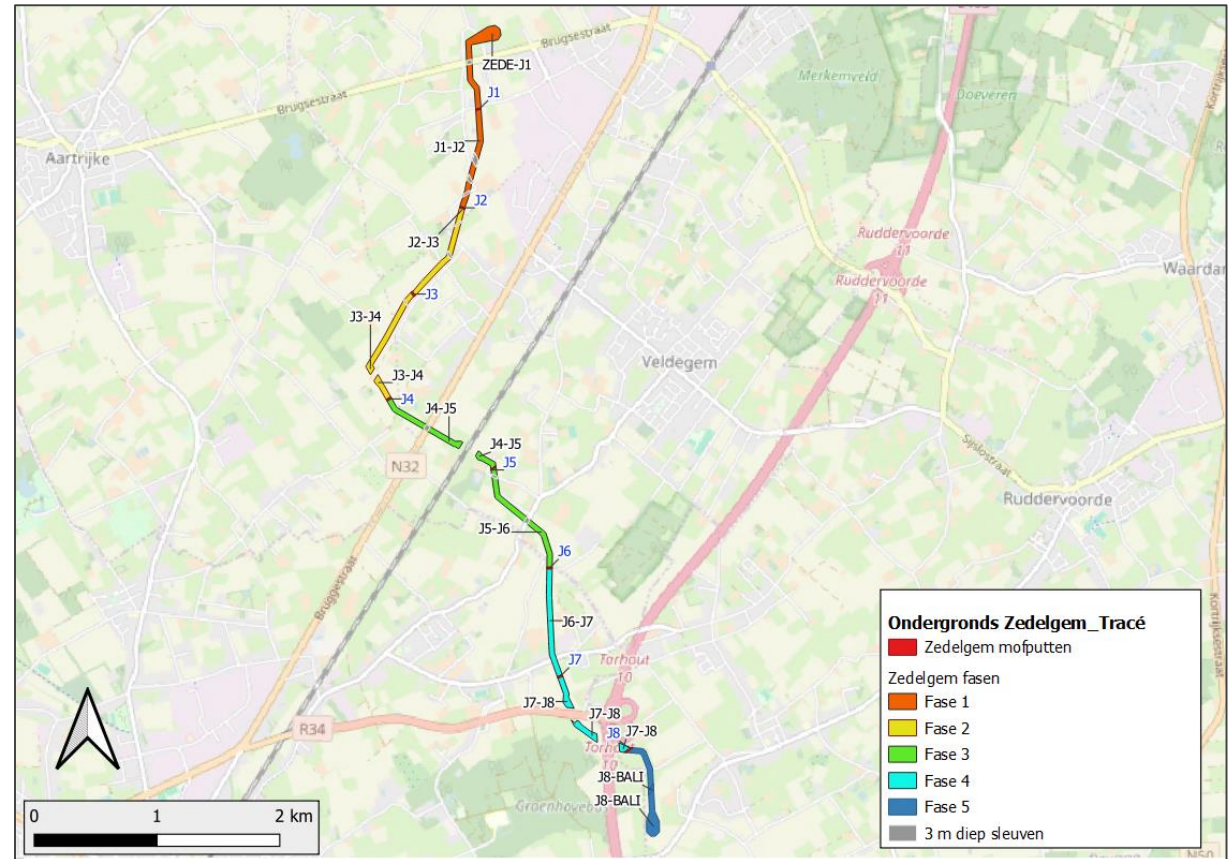 E403
Brugsestraat
ZEDE-J1
Merkemveld
Doeveren
Brugsestraat
J1
Aartrijke
J1-J2
J2
J2-J3
Ruddervoorde
11
Ruddervoorde
11
J3
J3-J4
Veldegem
J3-J4
J4
J4-J5
J4-J5
N32
J5
Sijslostraat
Ruddervoorde
J5-J6
J6
Bruggestraat
Kortrijksestraat
J6-J7
Torhout
10
J7
J7-J8
J7-J8
R34
J8
J7-J8
Torhout
10
J8-BALI
J8-BALI
N50
0 1 2 km
Ondergronds Zedelgem_Tracé
Zedelgem mofputten
Zedelgem fasen
Fase 1
Fase 2
Fase 3
Fase 4
Fase 5
3 m diep sleuven